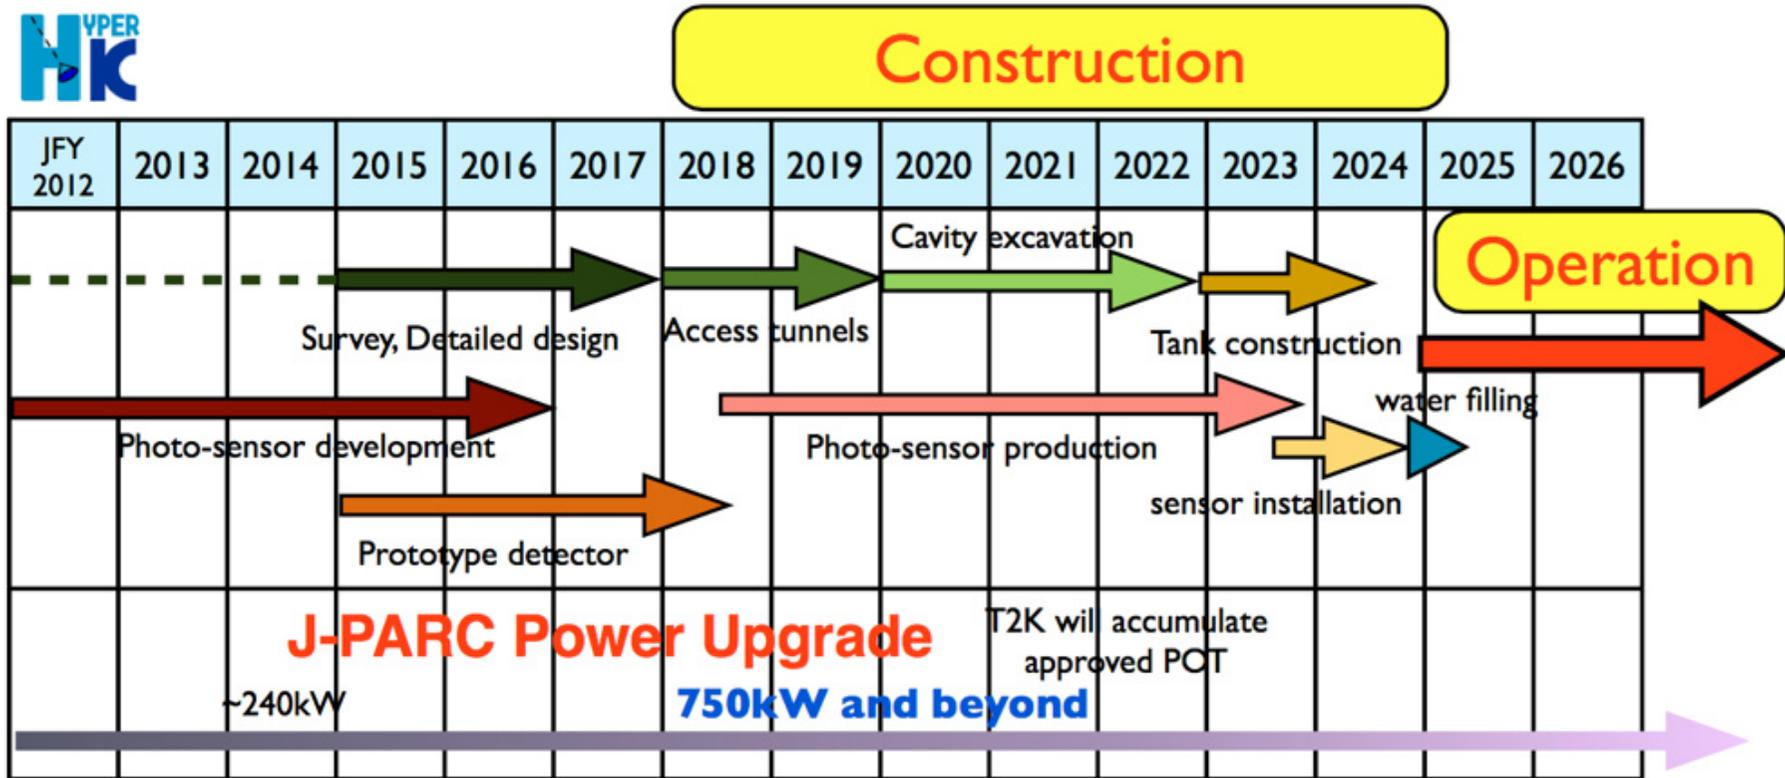 HYPER
K
Construction
JFY
2012
2013
2014
2015
2016
2017
2018
2019
2020
2021
2022
2023
2024
2025
2026
Cavity excavation
Operation
Survey, Detailed design
Access tunnels
Tank construction
water filling
Photo-sensor development
Photo-sensor production
sensor installation
Prototype detector
J-PARC Power Upgrade
T2K will accumulate
approved POT
~240kW
750kW and beyond